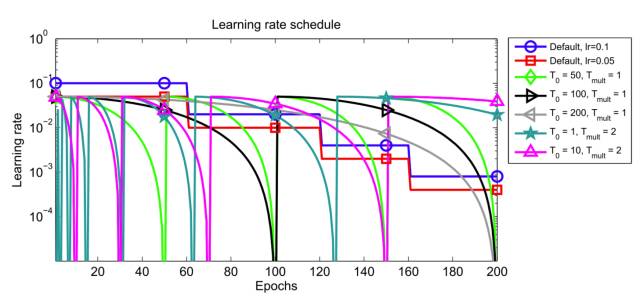 Learning rate schedule
Learning rate
10^0
10^-1
10^-2
10^-3
10^-4
20 40 60 80 100 120 140 160 180 200
Epochs
Default, lr=0.1
Default, lr=0.05
T_0 = 50, T_mult = 1
T_0 = 100, T_mult = 1
T_0 = 200, T_mult = 1
T_0 = 1, T_mult = 2
T_0 = 10, T_mult = 2